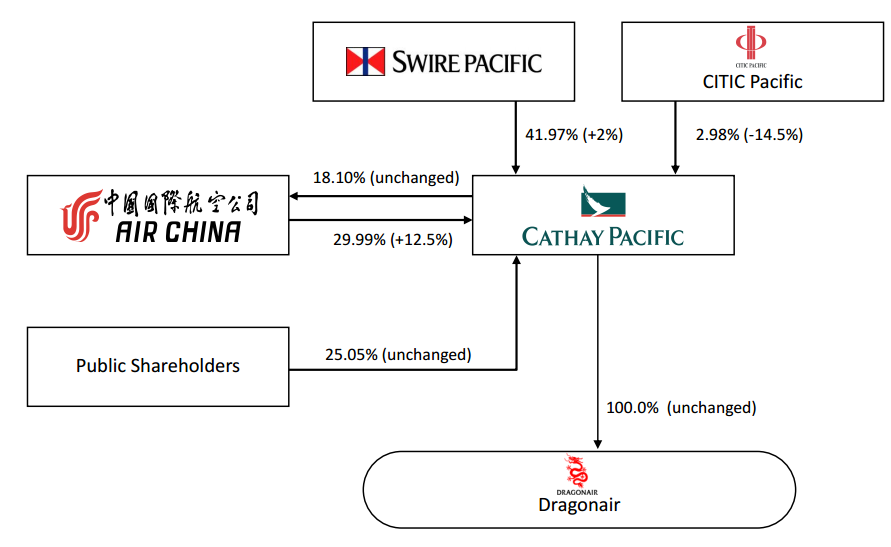 SWIRE PACIFIC
CITIC PACIFIC
CITIC Pacific
41.97% (+2%)
2.98% (-14.5%)
18.10% (unchanged)
中國國際航空公司
AIR CHINA
29.99% (+12.5%)
CATHAY PACIFIC
Public Shareholders
25.05% (unchanged)
100.0% (unchanged)
DRAGONAIR
Dragonair